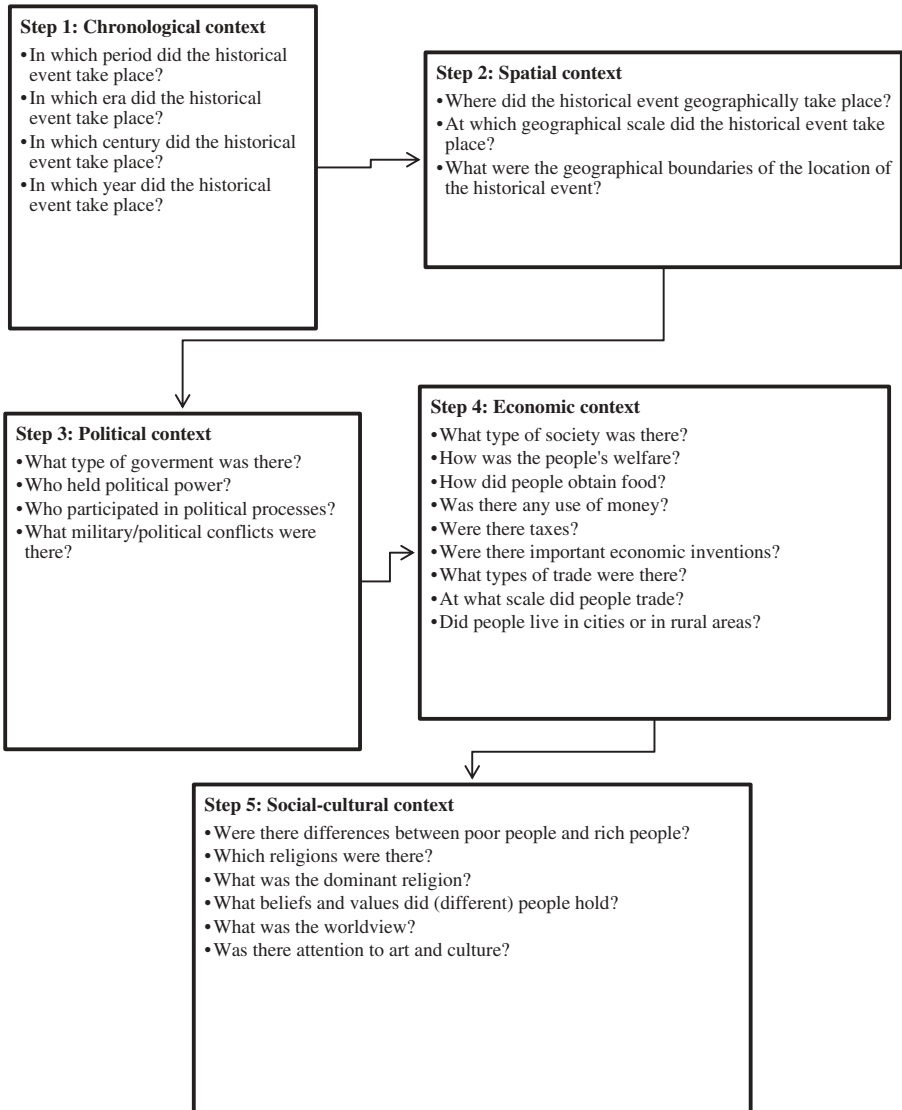 Step 1: Chronological context
•In which period did the historical
event take place?
•In which era did the historical
event take place?
•In which century did the historical
event take place?
•In which year did the historical
event take place?
Step 2: Spatial context
•Where did the historical event geographically take place?
•At which geographical scale did the historical event take
place?
•What were the geographical boundaries of the location of
the historical event?
Step 3: Political context
•What type of goverment was there?
•Who held political power?
•Who participated in political processes?
•What military/political conflicts were
there?
Step 4: Economic context
•What type of society was there?
•How was the people's welfare?
•How did people obtain food?
•Was there any use of money?
•Were there taxes?
•Were there important economic inventions?
•What types of trade were there?
•At what scale did people trade?
•Did people live in cities or in rural areas?
Step 5: Social-cultural context
•Were there differences between poor people and rich people?
•Which religions were there?
•What was the dominant religion?
•What beliefs and values did (different) people hold?
•What was the worldview?
•Was there attention to art and culture?